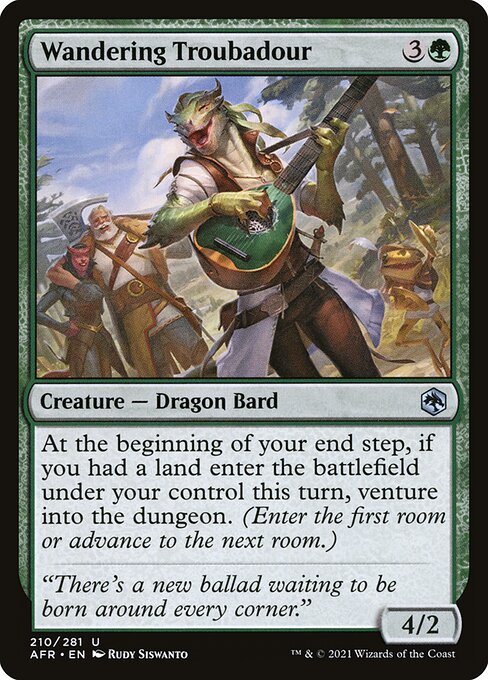 Wandering Troubadour 3
Creature — Dragon Bard
At the beginning of your end step, if
you had a land enter the battlefield
under your control this turn, venture
into the dungeon. (Enter the first room
or advance to the next room.)
“There’s a new ballad waiting to be
born around every corner.”
4/2
210/281 U
AFR • EN Rudy Siswanto
™ & © 2021 Wizards of the Coast